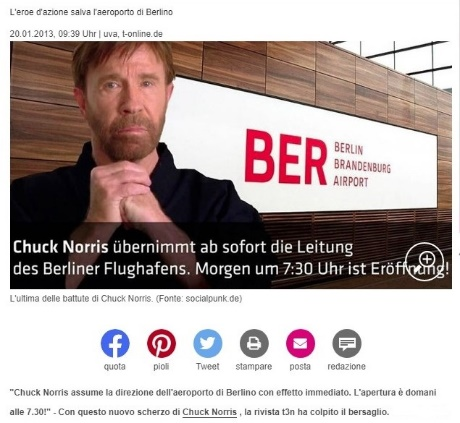 L'eroe d'azione salva l'aeroporto di Berlino
20.01.2013, 09:39 Uhr | uva, t-online.de
BER
BERLIN
BRANDENBURG
AIRPORT
Chuck Norris übernimmt ab sofort die Leitung
des Berliner Flughafens. Morgen um 7:30 Uhr ist Eröffnung!
L'ultima delle battute di Chuck Norris. (Fonte: socialpunk.de)
quota pioli Tweet stampare posta redazione
"Chuck Norris assume la direzione dell'aeroporto di Berlino con effetto immediato. L'apertura è domani
alle 7.30!" - Con questo nuovo scherzo di Chuck Norris , la rivista t3n ha colpito il bersaglio.